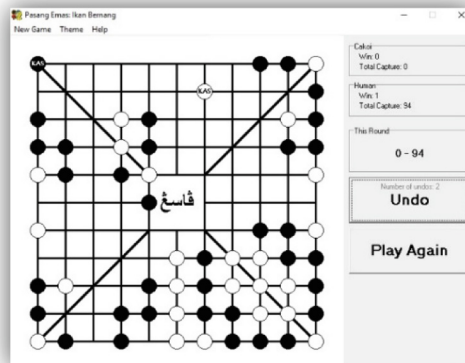 Pasang Emas: Ikan Bernang
New Game Theme Help
Cakoi
Win: 0
Total Capture: 0
Human
Win: 1
Total Capture: 94
This Round
0 - 94
Number of undos: 2
Undo
Play Again
KAS
KAS
ڤاسڠ